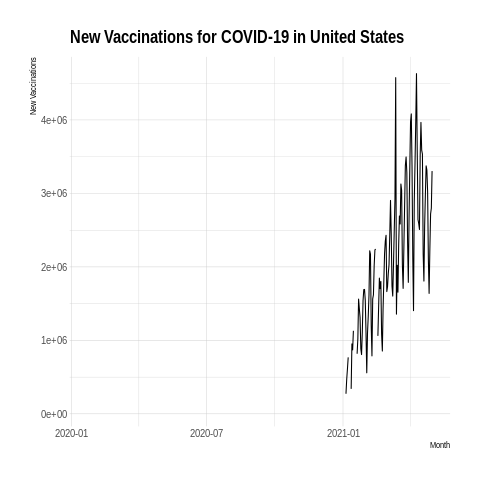 New Vaccinations for COVID-19 in United States
New Vaccinations
4e+06
3e+06
2e+06
1e+06
0e+00
2020-01 2020-07 2021-01
Month